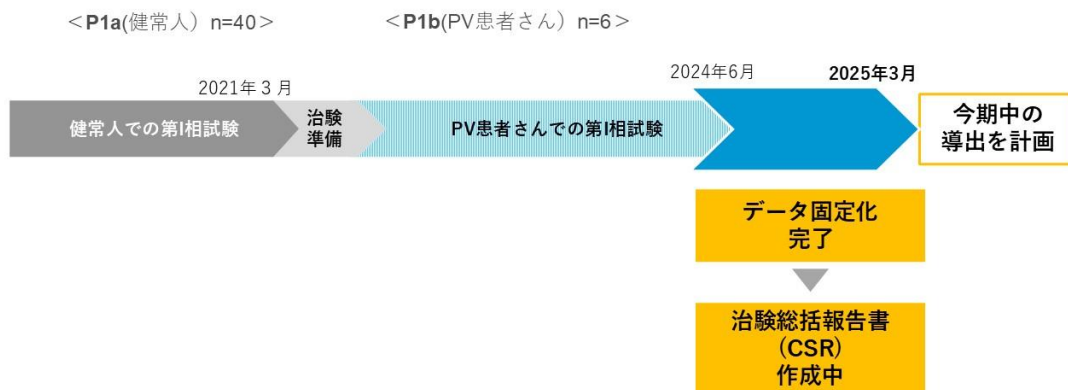 ＜P1a(健常人）n=40＞
＜P1b(PV患者さん）n=6＞
2021年３月
2024年6月
2025年3月
健常人での第I相試験
治験
準備
PV患者さんでの第I相試験
今期中の
導出を計画
データ固定化
完了
治験総括報告書
(CSR)
作成中